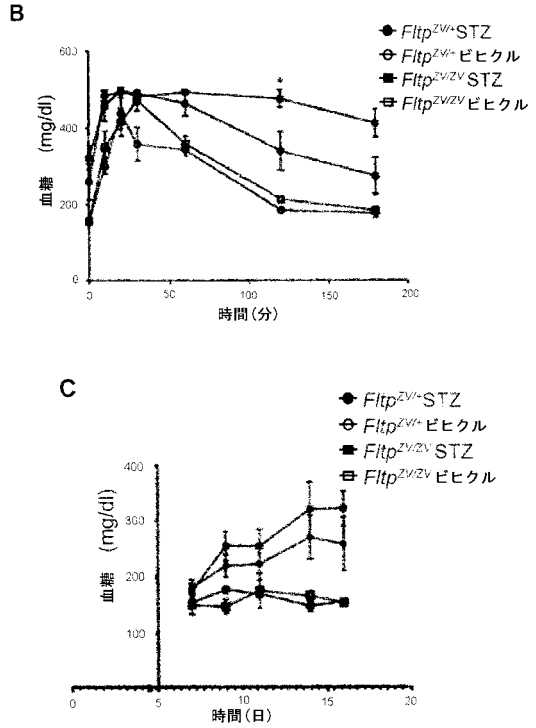 B
Fltp^ZV/+ STZ
Fltp^ZV/+ ビヒクル
Fltp^ZV/ZV STZ
Fltp^ZV/ZV ビヒクル
血糖 (mg/dl)
600
400
200
0
*
0 50 100 150 200
時間(分)
C
Fltp^ZV/+ STZ
Fltp^ZV/+ ビヒクル
Fltp^ZV/ZV STZ
Fltp^ZV/ZV ビヒクル
血糖 (mg/dl)
400
300
200
100
0 5 10 15 20
時間(日)